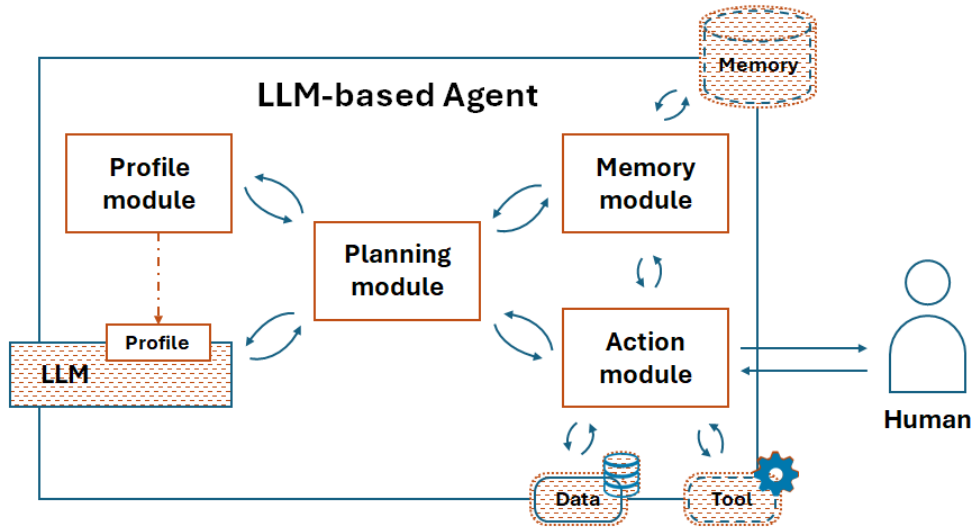 Memory
LLM-based Agent
Profile
module
Memory
module
Planning
module
Profile
LLM
Action
module
Human
Data
Tool